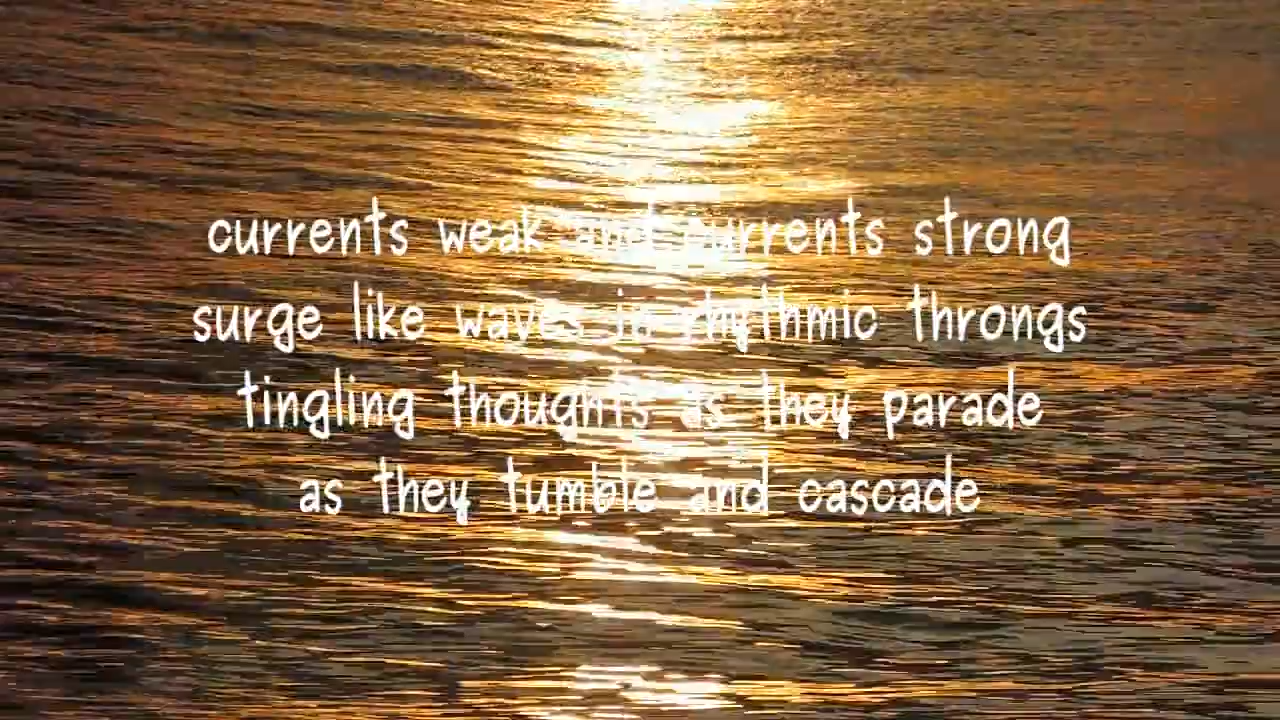 currents weak and currents strong
surge like waves in rhythmic throngs
tingling thoughts as they parade
as they tumble and cascade